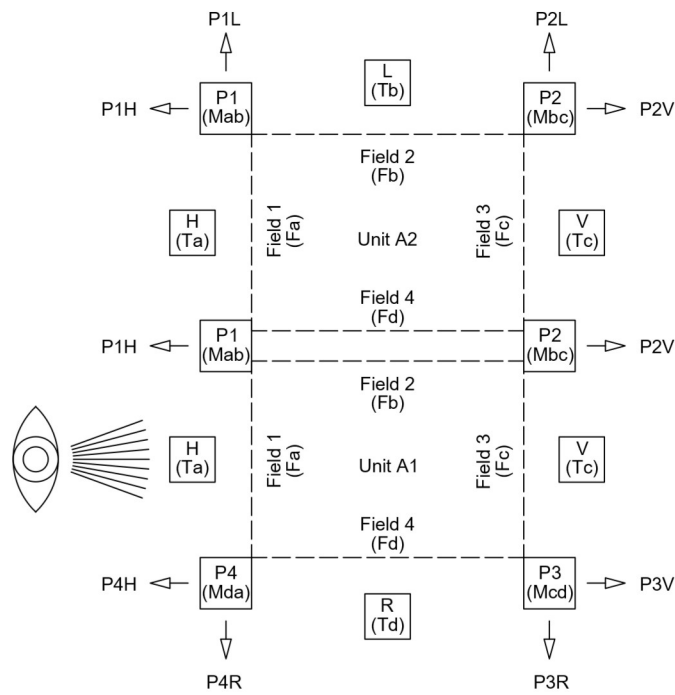 P1L
P2L
L
(Tb)
P1H
P1
(Mab)
P2
(Mbc)
P2V
Field 2
(Fb)
H
(Ta)
Field 1
(Fa)
Unit A2
Field 3
(Fc)
V
(Tc)
Field 4
(Fd)
P1H
P1
(Mab)
P2
(Mbc)
P2V
Field 2
(Fb)
H
(Ta)
Field 1
(Fa)
Unit A1
Field 3
(Fc)
V
(Tc)
Field 4
(Fd)
P4H
P4
(Mda)
P3
(Mcd)
P3V
R
(Td)
P4R
P3R